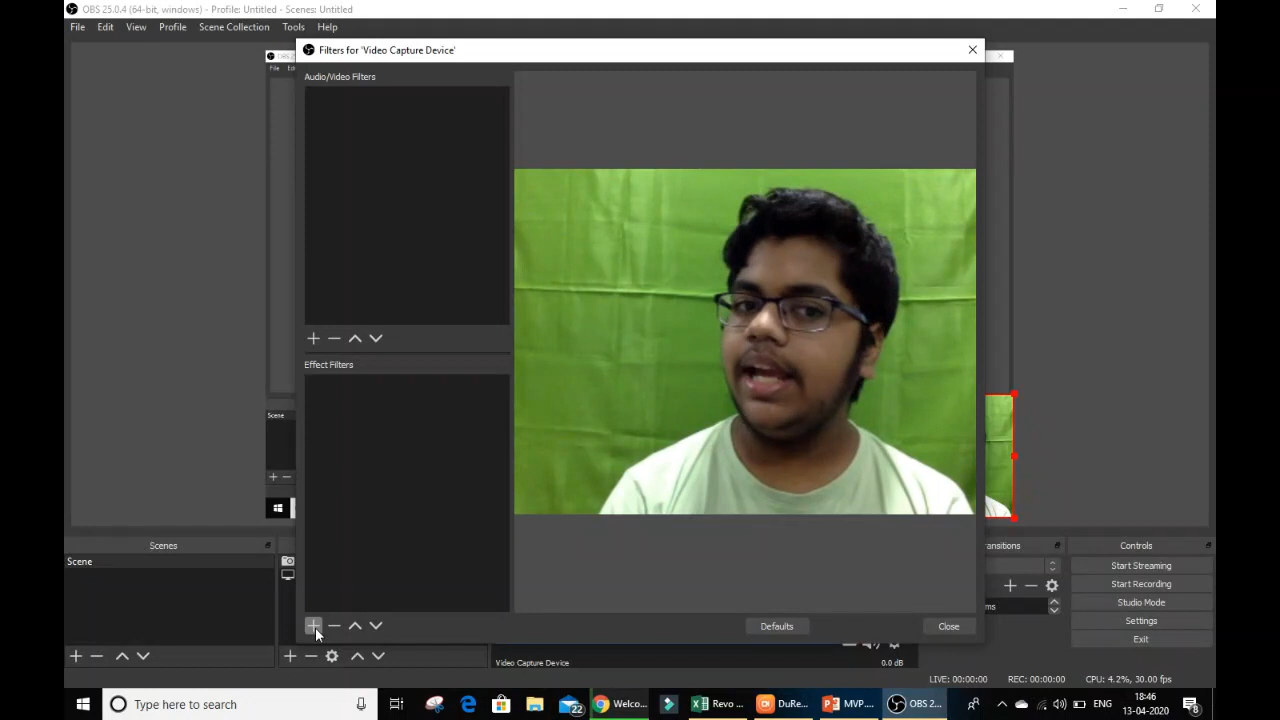 OBS 25.0.4 (64-bit, windows) - Profile: Untitled - Scenes: Untitled
File Edit View Profile Scene Collection Tools Help
Filters for 'Video Capture Device'
Audio/Video Filters
Effect Filters
Scene
Defaults Close
Scenes
Scene
ansitions
ms
Controls
Start Streaming
Start Recording
Studio Mode
Settings
Exit
Video Capture Device 0.0 dB
LIVE: 00:00:00 REC: 00:00:00 CPU: 4.2%, 30.00 fps
Type here to search
22
Welco...
Revo ...
DuRe...
MVP....
OBS 2...
ENG
18:46
13-04-2020
8